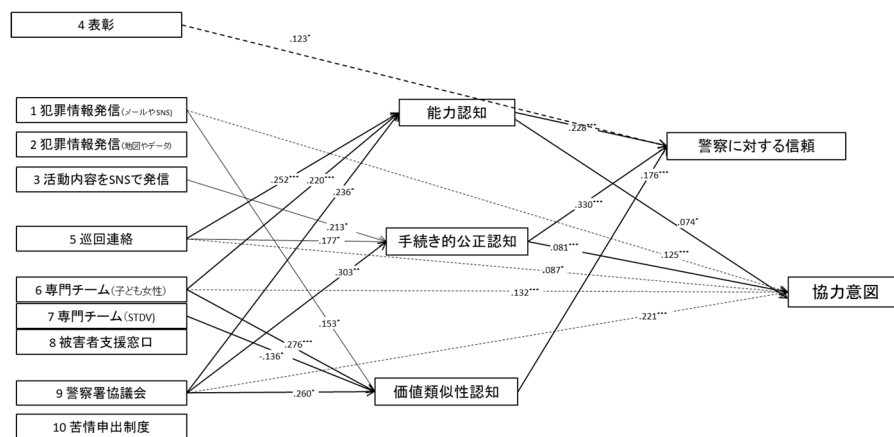 4 表彰
.123*
1 犯罪情報発信(メールやSNS)
能力認知
.228***
2 犯罪情報発信(地図やデータ)
警察に対する信頼
3 活動内容をSNSで発信
.252***
.220***
.236*
.176***
.330***
.213*
.074*
5 巡回連絡
.177*
手続き的公正認知
.081***
.125***
.303**
.087*
6 専門チーム(子ども女性)
.132***
協力意図
7 専門チーム(STDV)
.153*
.221***
8 被害者支援窓口
.276***
-.136*
9 警察署協議会
.260*
価値類似性認知
10 苦情申出制度